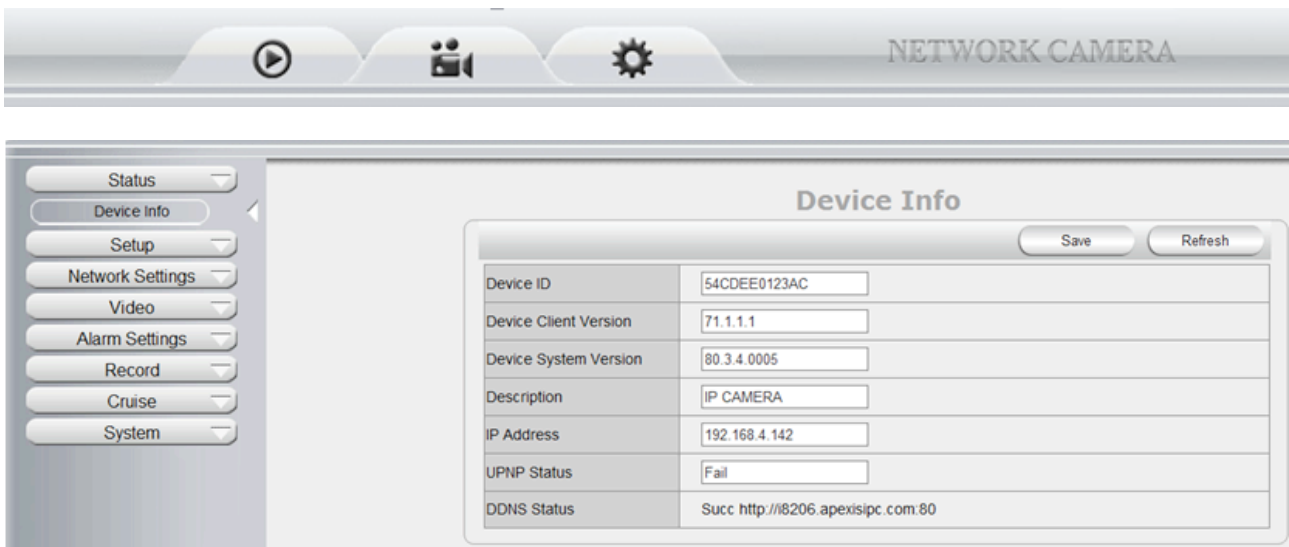 NETWORK CAMERA
Status
Device Info
Setup
Network Settings
Video
Alarm Settings
Record
Cruise
System
Device Info
Save Refresh
Device ID 54CDEE0123AC
Device Client Version 71.1.1.1
Device System Version 80.3.4.0005
Description IP CAMERA
IP Address 192.168.4.142
UPNP Status Fail
DDNS Status Succ http://i8206.apexisipc.com:80